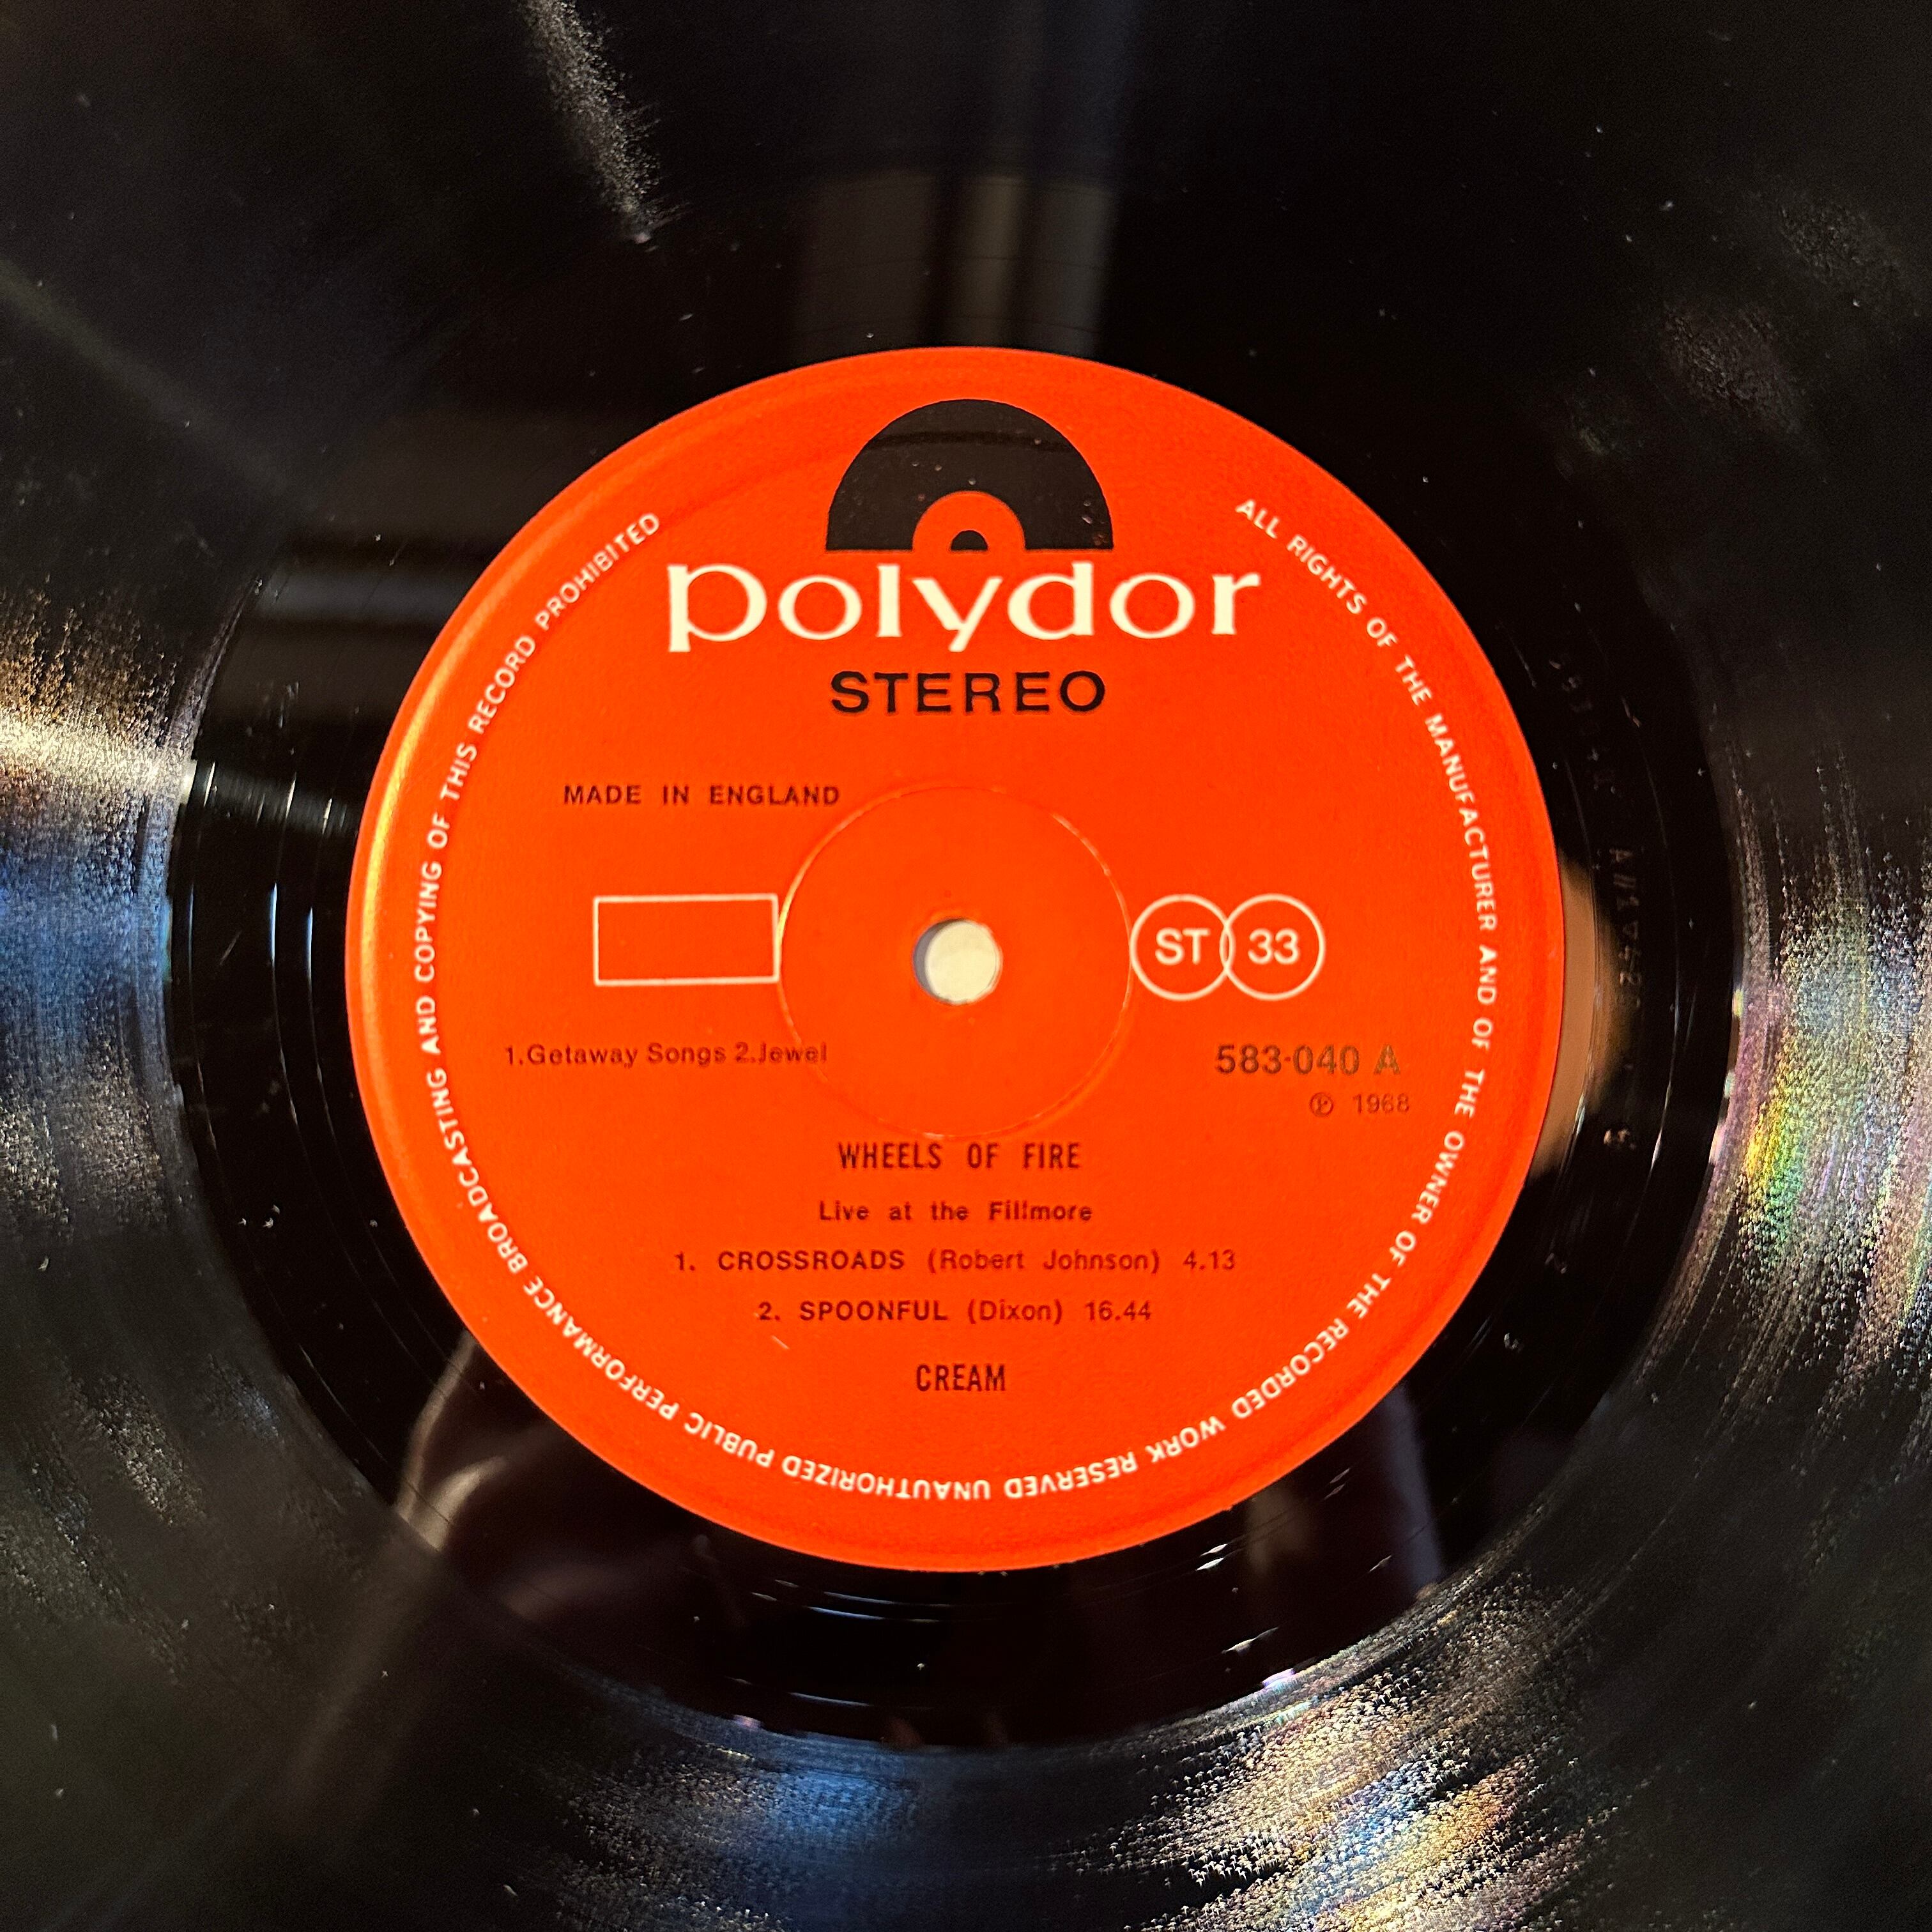 polydor
STEREO
MADE IN ENGLAND
ST 33
1.Getaway Songs 2.Jewel
583·040 A
℗ 1968
WHEELS OF FIRE
Live at the Fillmore
1. CROSSROADS (Robert Johnson) 4.13
2. SPOONFUL (Dixon) 16.44
CREAM
ALL RIGHTS OF THE MANUFACTURER AND OF THE OWNER OF THE RECORDED WORK RESERVED UNAUTHORIZED PUBLIC PERFORMANCE BROADCASTING AND COPYING OF THIS RECORD PROHIBITED